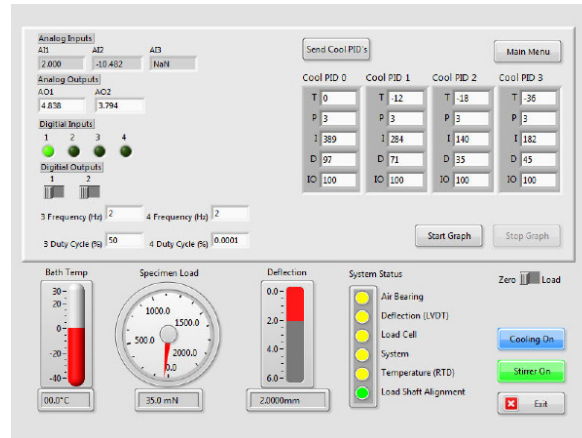 Analog Inputs
AI1 AI2 AI3
2.000 -10.482 NaN
Analog Outputs
AO1 AO2
4.838 3.794
Digitial Inputs
1 2 3 4
Digitial Outputs
1 2
3 Frequency (Hz) 2 4 Frequency (Hz) 2
3 Duty Cycle (%) 50 4 Duty Cycle (%) 0.0001
Send Cool PID's Main Menu
Cool PID 0 Cool PID 1 Cool PID 2 Cool PID 3
T 0 T -12 T -18 T -36
P 3 P 3 P 3 P 3
I 389 I 284 I 140 I 182
D 97 D 71 D 35 D 45
IO 100 IO 100 IO 100 IO 100
Start Graph Stop Graph
Bath Temp
30-
20-
0-
-20-
-40-
00.0°C
Specimen Load
1000.0
1500.0
500.0
2000.0
0.0
35.0 mN
Deflection
0.0-
2.0-
4.0-
6.0-
2.0000mm
System Status
Air Bearing
Deflection (LVDT)
Load Cell
System
Temperature (RTD)
Load Shaft Alignment
Zero Load
Cooling On
Stirrer On
Exit